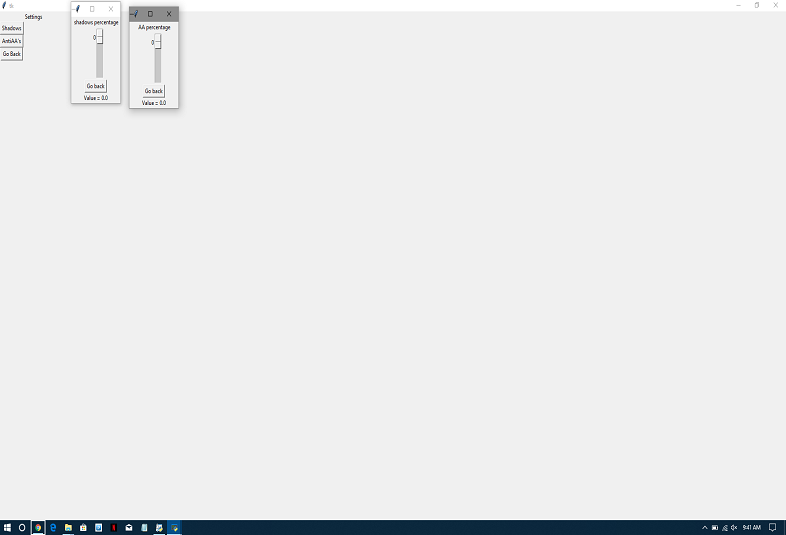 tk
Settings
Shadows
AntiAA's
Go Back
shadows percentage
0
Go back
Value = 0.0
AA percentage
0
Go back
Value = 0.0
9:41 AM